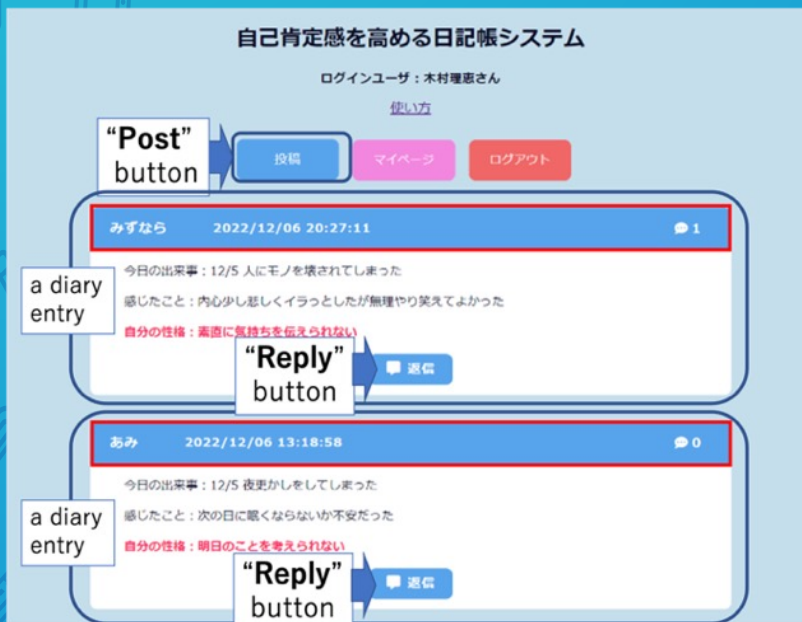 自己肯定感を高める日記帳システム
ログインユーザ：木村理恵さん
使い方
“Post”
button
投稿
マイページ
ログアウト
みずなら 2022/12/06 20:27:11 1
a diary
entry
今日の出来事：12/5 人にモノを壊されてしまった
感じたこと：内心少し悲しくイラっとしたが無理やり笑えてよかった
自分の性格：素直に気持ちを伝えられない
“Reply”
button
返信
あみ 2022/12/06 13:18:58 0
a diary
entry
今日の出来事：12/5 夜更かしをしてしまった
感じたこと：次の日に眠くならないか不安だった
自分の性格：明日のことを考えられない
“Reply”
button
返信